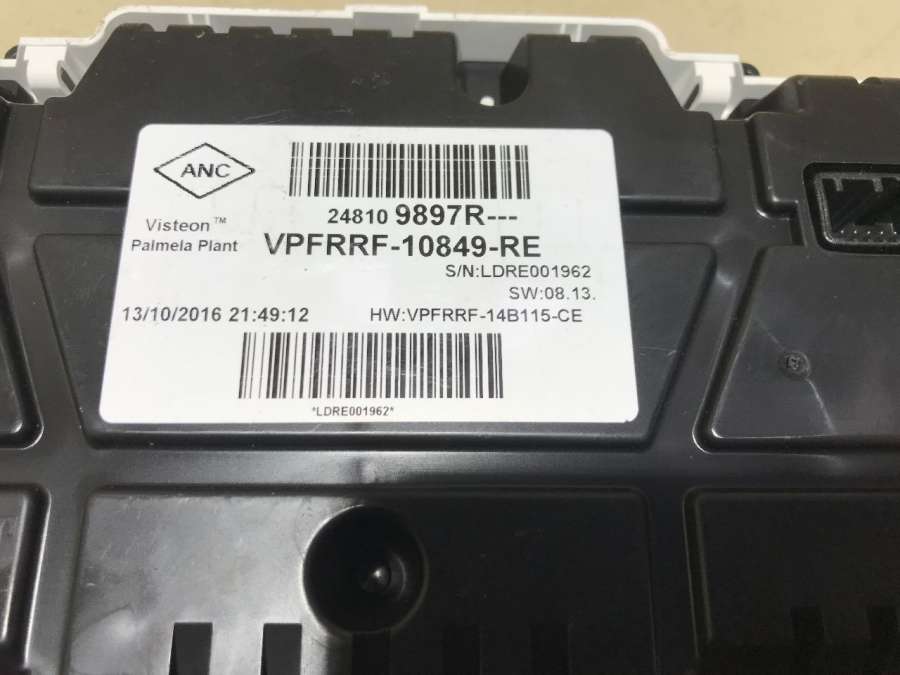 ANC
Visteon™
Palmela Plant
24810 9897R---
VPFRRF-10849-RE
S/N:LDRE001962
SW:08.13.
13/10/2016 21:49:12 HW:VPFRRF-14B115-CE
*LDRE001962*